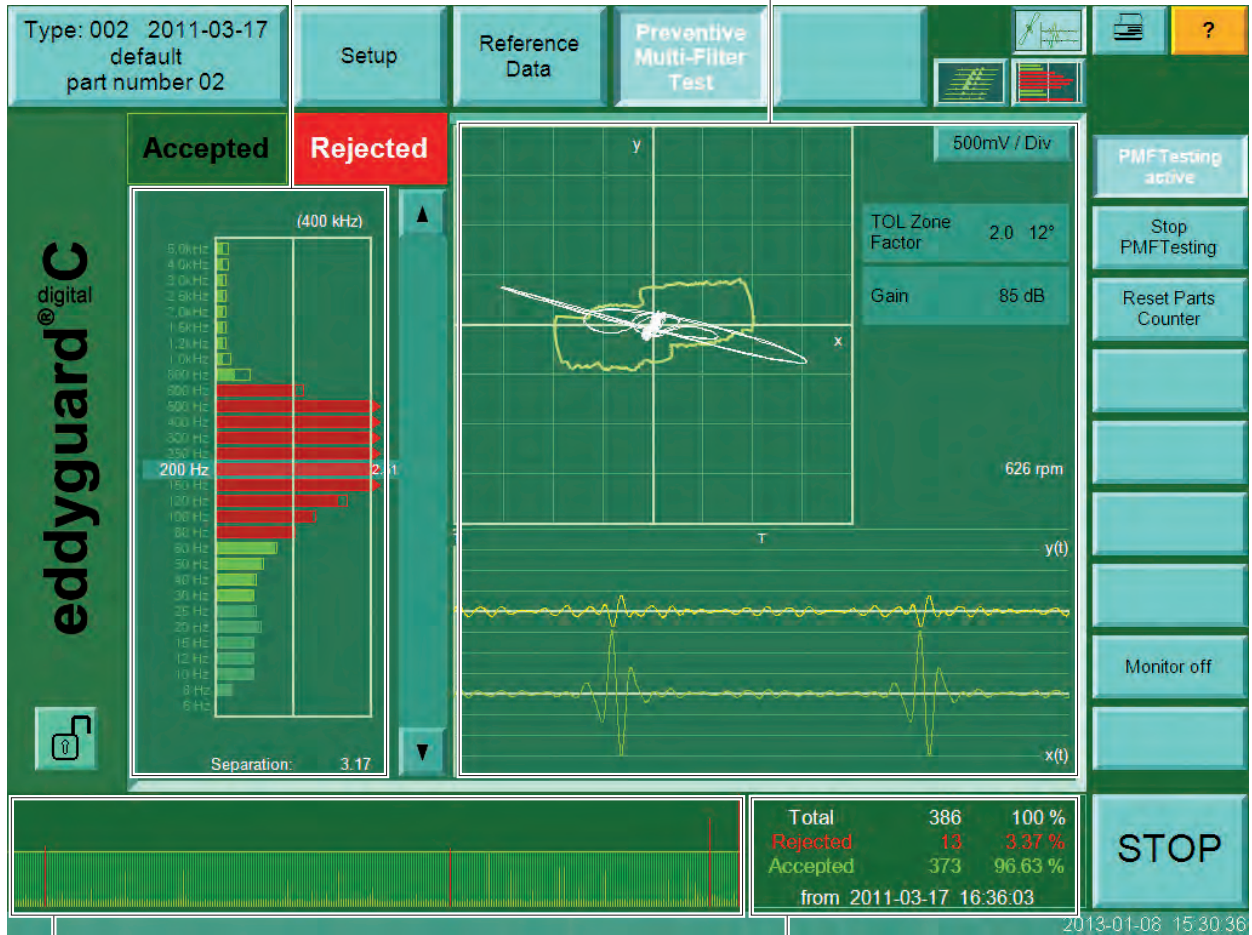 Type: 002 2011-03-17
default
part number 02
Setup
Reference
Data
Preventive
Multi-Filter
Test
?
Accepted
Rejected
(400 kHz)
5.0kHz
4.0kHz
3.0kHz
2.5kHz
2.0kHz
1.5kHz
1.2kHz
1.0kHz
800 Hz
600 Hz
500 Hz
400 Hz
300 Hz
250 Hz
200 Hz
150 Hz
120 Hz
100 Hz
80 Hz
60 Hz
50 Hz
40 Hz
30 Hz
25 Hz
20 Hz
15 Hz
12 Hz
10 Hz
8 Hz
6 Hz
Separation: 3.17
y
x
500mV / Div
TOL Zone
Factor
2.0 12°
Gain 85 dB
626 rpm
T
y(t)
x(t)
PMFTesting
active
Stop
PMFTesting
Reset Parts
Counter
Monitor off
STOP
eddyguard®C
digital
Total 386 100 %
Rejected 13 3.37 %
Accepted 373 96.63 %
from 2011-03-17 16:36:03
2013-01-08 15:30:36